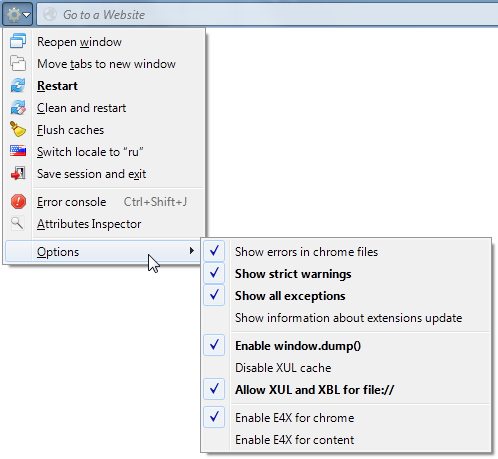 Go to a Website
Reopen window
Move tabs to new window
Restart
Clean and restart
Flush caches
Switch locale to “ru”
Save session and exit
Error console Ctrl+Shift+J
Attributes Inspector
Options
Show errors in chrome files
Show strict warnings
Show all exceptions
Show information about extensions update
Enable window.dump()
Disable XUL cache
Allow XUL and XBL for file://
Enable E4X for chrome
Enable E4X for content